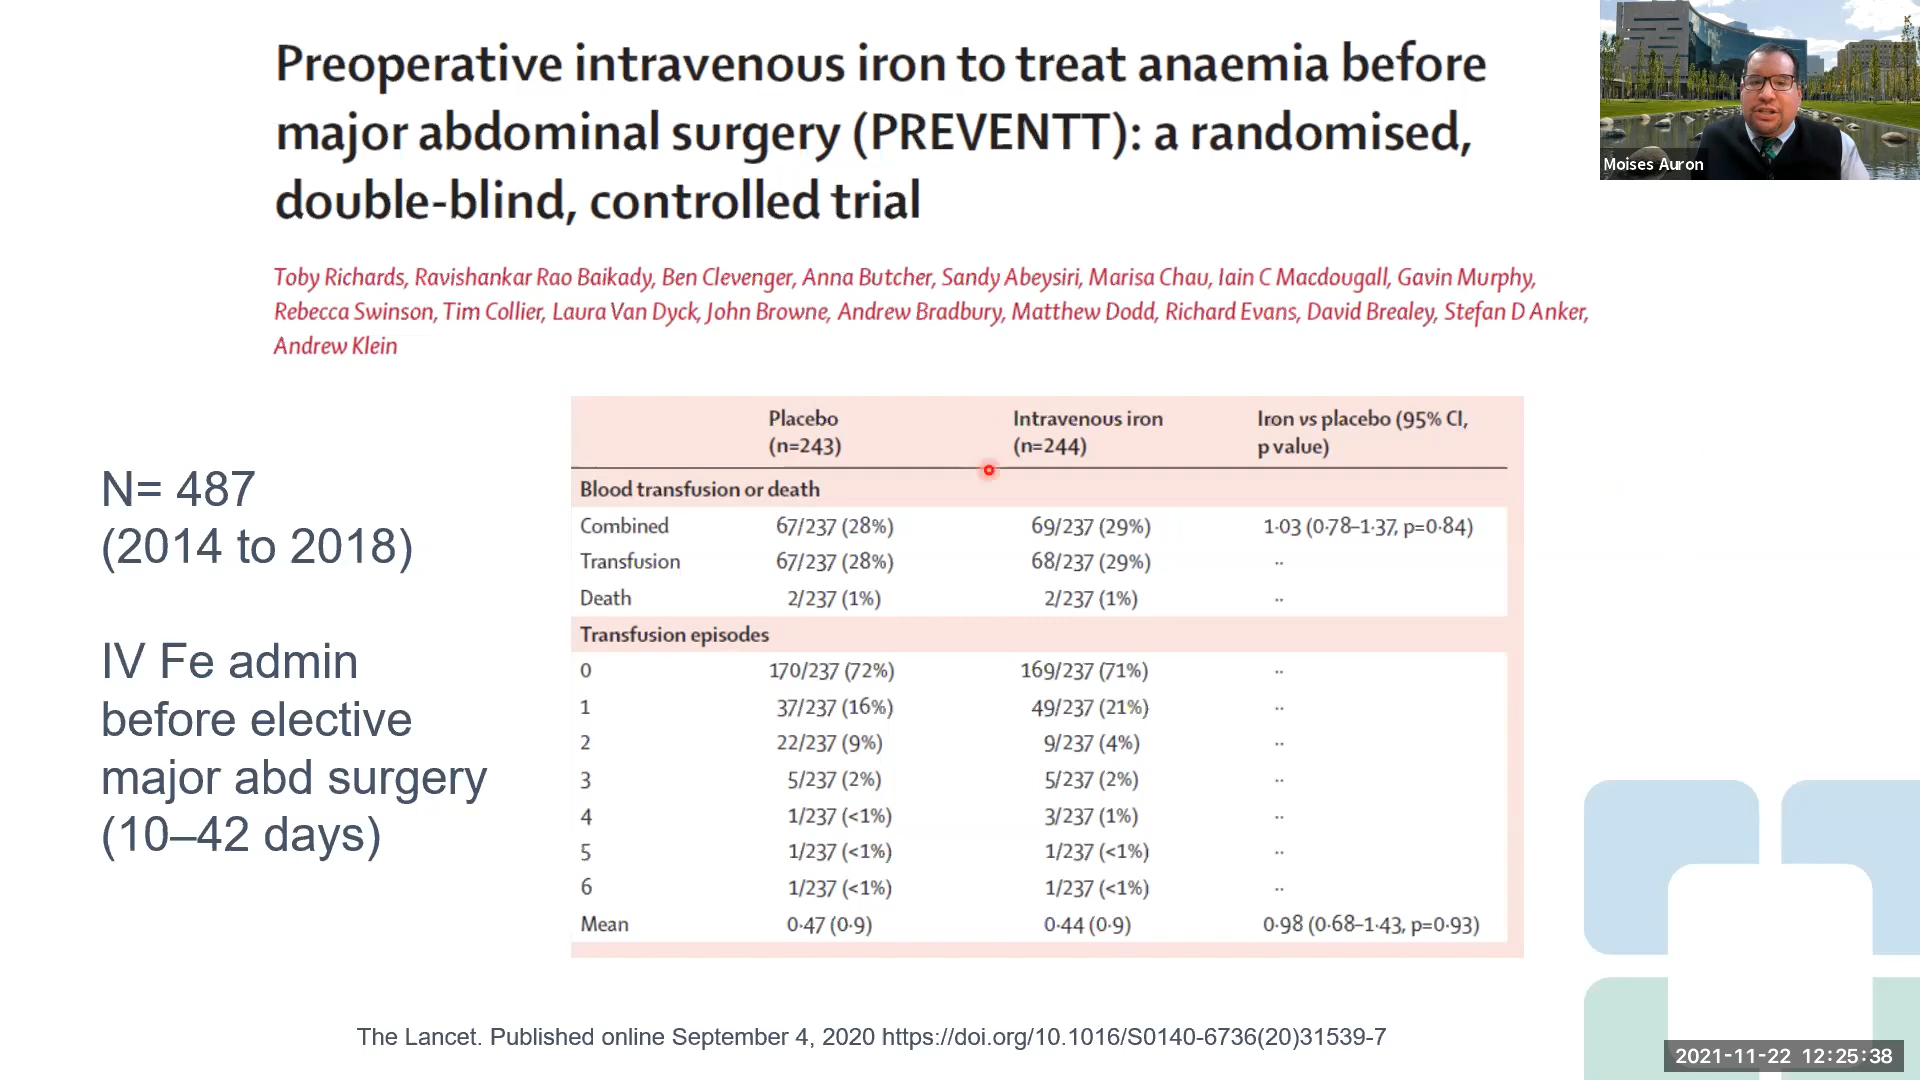 Preoperative intravenous iron to treat anaemia before
major abdominal surgery (PREVENTT): a randomised,
double-blind, controlled trial
Moises Auron
Toby Richards, Ravishankar Rao Baikady, Ben Clevenger, Anna Butcher, Sandy Abeysiri, Marisa Chau, Iain C Macdougall, Gavin Murphy,
Rebecca Swinson, Tim Collier, Laura Van Dyck, John Browne, Andrew Bradbury, Matthew Dodd, Richard Evans, David Brealey, Stefan D Anker,
Andrew Klein
N= 487
(2014 to 2018)
IV Fe admin
before elective
major abd surgery
(10–42 days)
Placebo Intravenous iron Iron vs placebo (95% CI,
(n=243) (n=244) p value)
Blood transfusion or death
Combined 67/237 (28%) 69/237 (29%) 1·03 (0·78–1·37, p=0·84)
Transfusion 67/237 (28%) 68/237 (29%) ··
Death 2/237 (1%) 2/237 (1%) ··
Transfusion episodes
0 170/237 (72%) 169/237 (71%) ··
1 37/237 (16%) 49/237 (21%) ··
2 22/237 (9%) 9/237 (4%) ··
3 5/237 (2%) 5/237 (2%) ··
4 1/237 (<1%) 3/237 (1%) ··
5 1/237 (<1%) 1/237 (<1%) ··
6 1/237 (<1%) 1/237 (<1%) ··
Mean 0·47 (0·9) 0·44 (0·9) 0·98 (0·68–1·43, p=0·93)
The Lancet. Published online September 4, 2020 https://doi.org/10.1016/S0140-6736(20)31539-7
2021-11-22 12:25:38